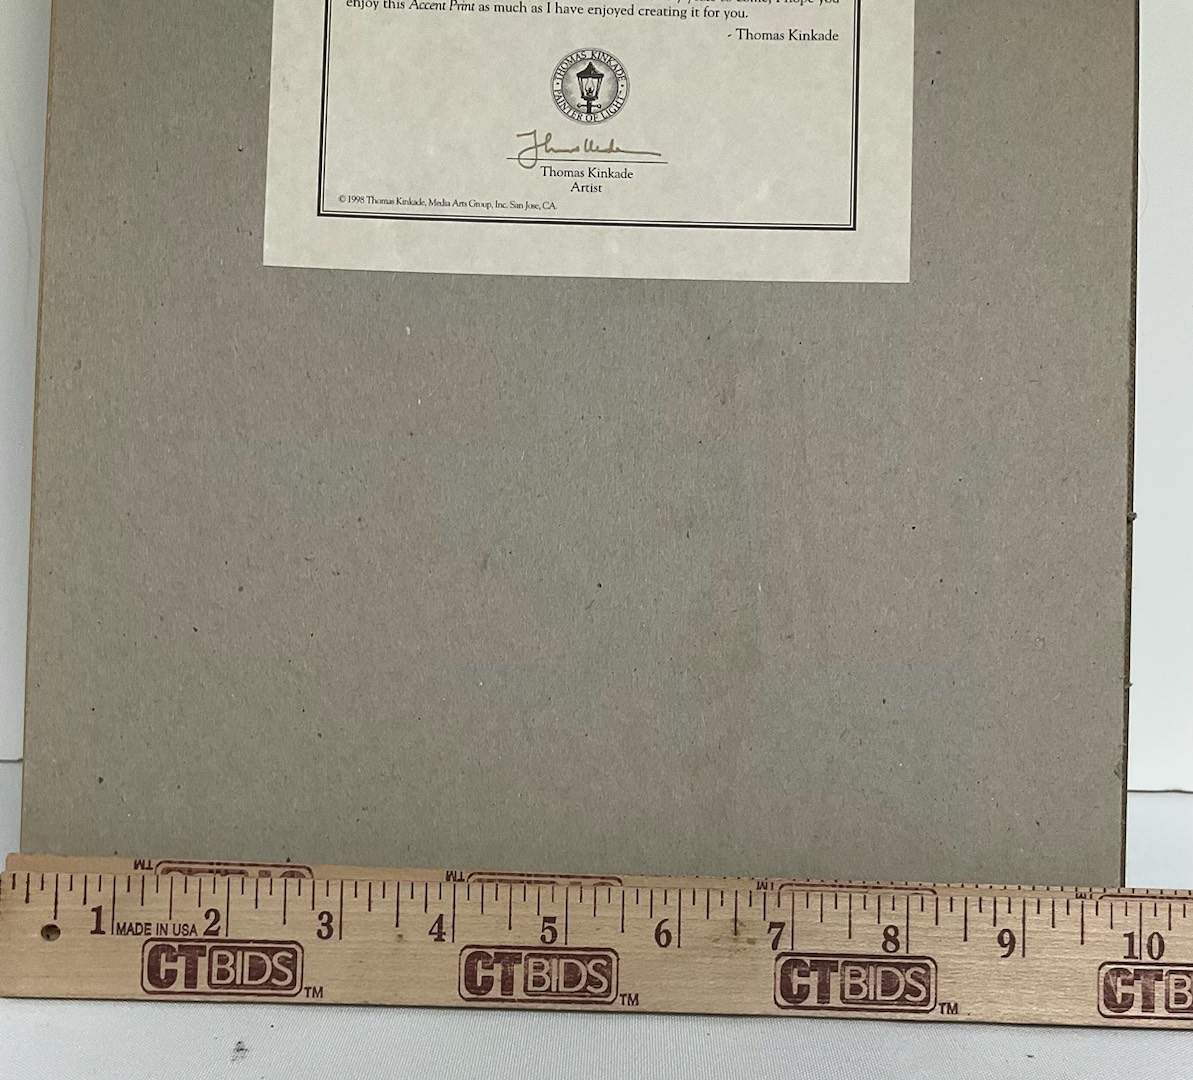 enjoy this Accent Print as much as I have enjoyed creating it for you.
- Thomas Kinkade
THOMAS KINKADE
PAINTER OF LIGHT
Thomas Kinkade
Artist
© 1998 Thomas Kinkade, Media Arts Group, Inc. San Jose, CA.
TM TM TM TM
1 MADE IN USA 2 3 4 5 6 7 8 9 10
CTBIDS TM CTBIDS TM CTBIDS TM CTB